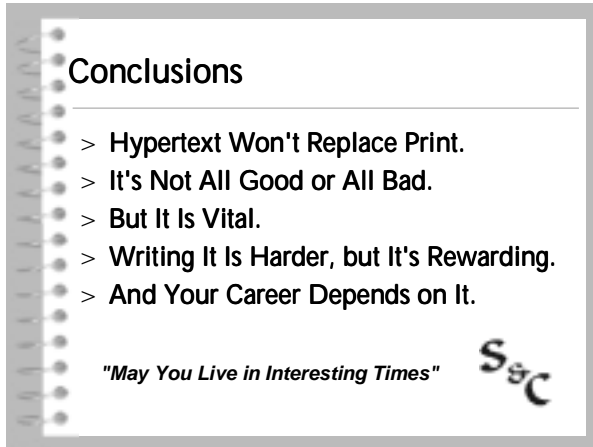 Conclusions
> Hypertext Won't Replace Print.
> It's Not All Good or All Bad.
> But It Is Vital.
> Writing It Is Harder, but It's Rewarding.
> And Your Career Depends on It.
"May You Live in Interesting Times"
S&C